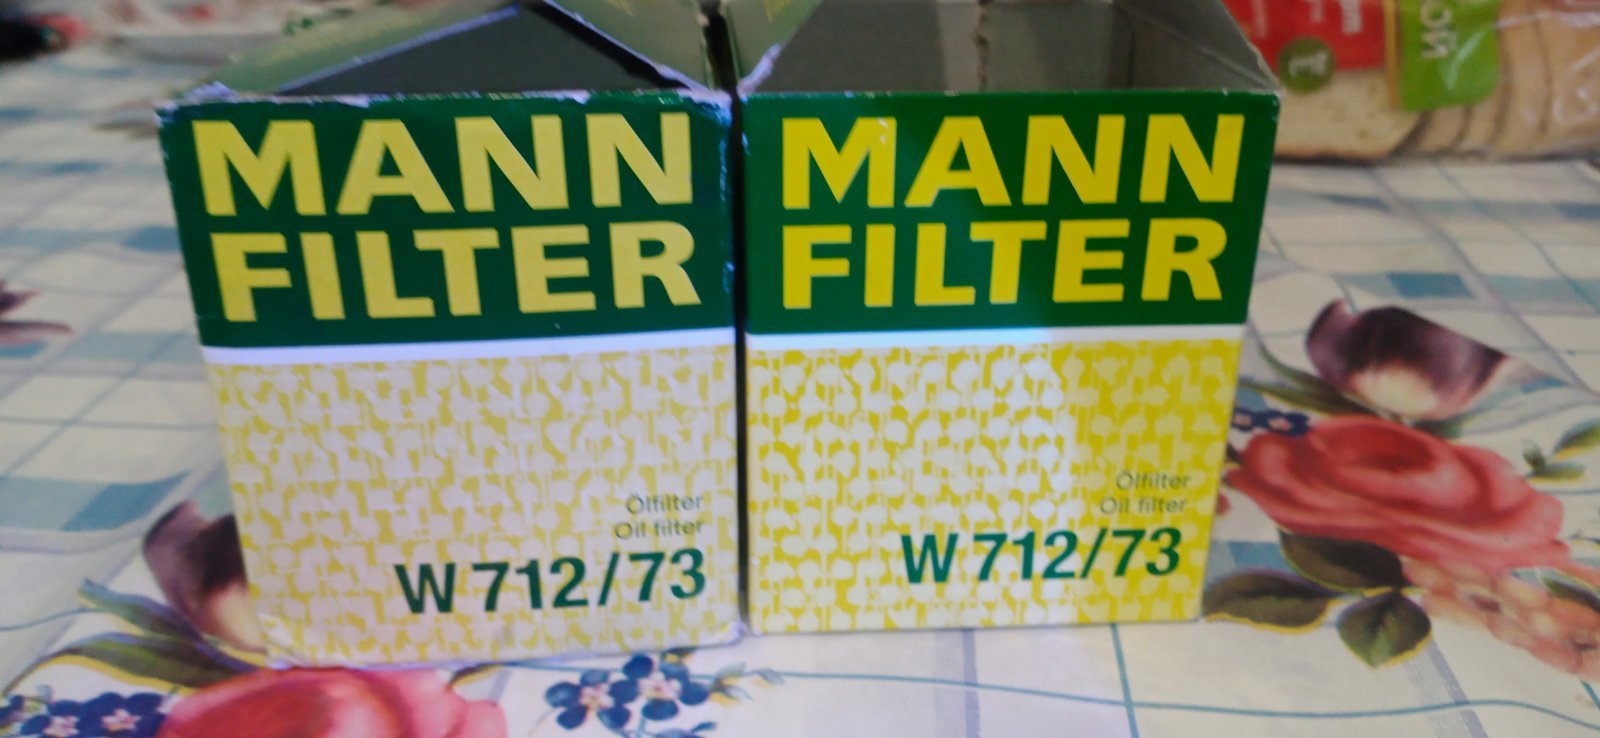 MANN
FILTER
Ölfilter
Oil filter
W 712/73
MANN
FILTER
Ölfilter
Oil filter
W 712/73